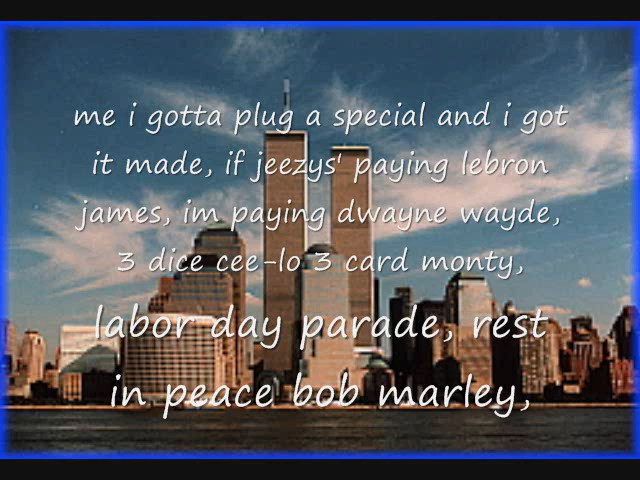 me i gotta plug a special and i got
it made, if jeezys' paying lebron
james, im paying dwayne wayde,
3 dice cee-lo 3 card monty,
labor day parade, rest
in peace bob marley,